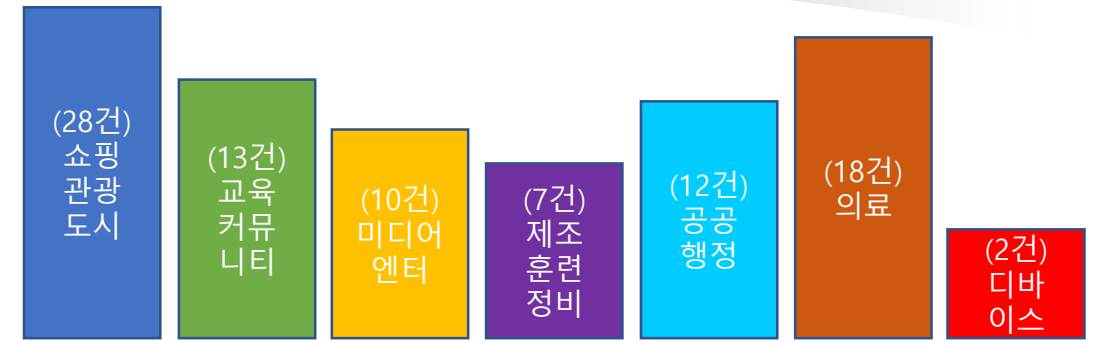 (28건)
쇼핑
관광
도시
(13건)
교육
커뮤
니티
(10건)
미디어
엔터
(7건)
제조
훈련
정비
(12건)
공공
행정
(18건)
의료
(2건)
디바
이스